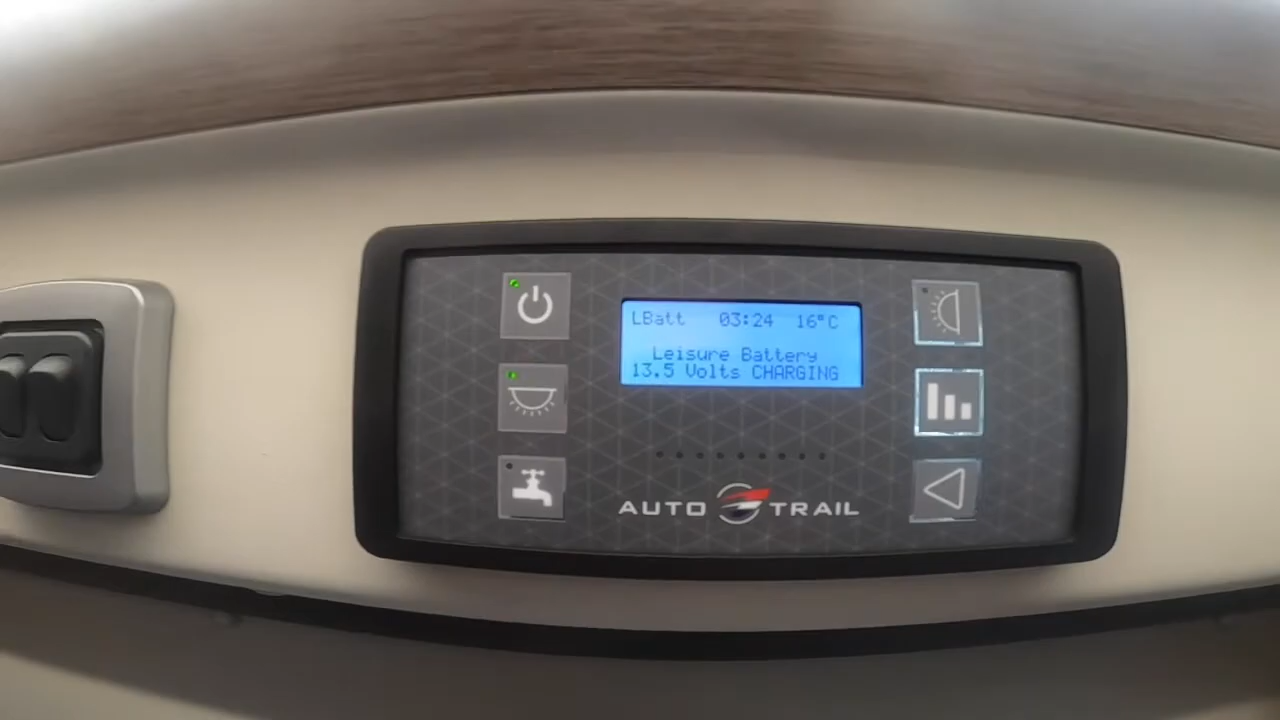 LBatt 03:24 16°C
Leisure Battery
13.5 Volts CHARGING
AUTO TRAIL